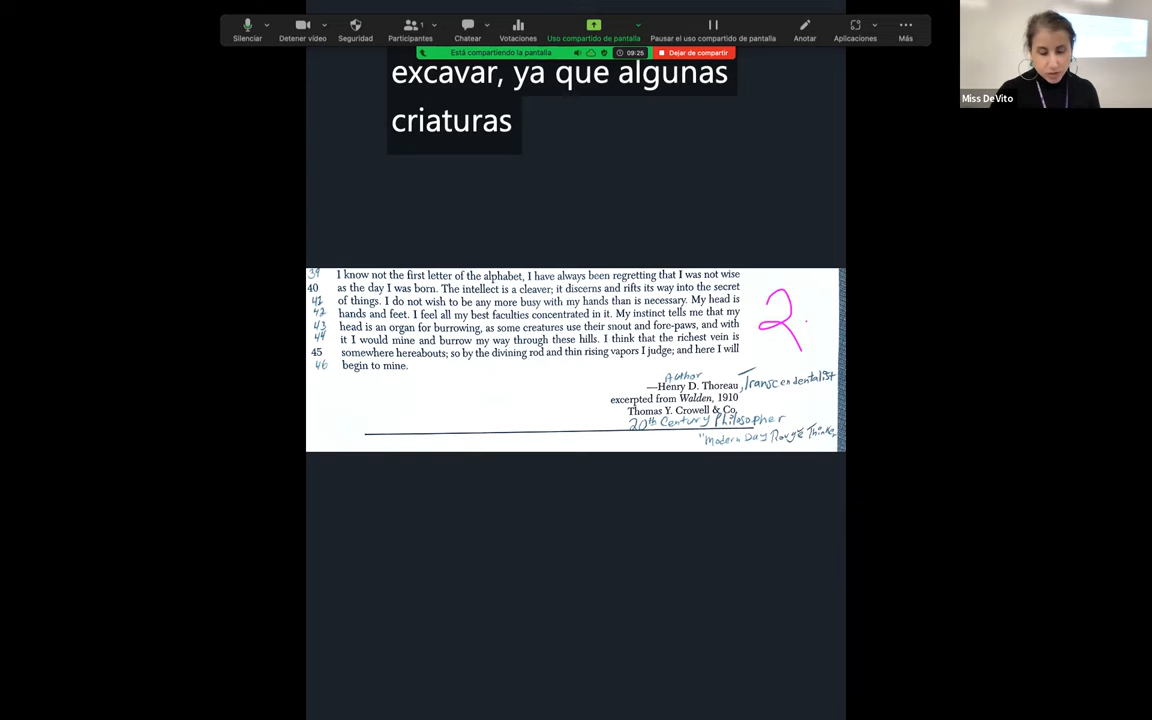 Silenciar
Detener video
Seguridad
Participantes
1
Chatear
Votaciones
Uso compartido de pantalla
Pausar el uso compartido de pantalla
Anotar
Aplicaciones
Más
Está compartiendo la pantalla
09:25
Dejar de compartir
Miss DeVito
excavar, ya que algunas
criaturas
39 I know not the first letter of the alphabet, I have always been regretting that I was not wise
40 as the day I was born. The intellect is a cleaver; it discerns and rifts its way into the secret
41 of things. I do not wish to be any more busy with my hands than is necessary. My head is
42 hands and feet. I feel all my best faculties concentrated in it. My instinct tells me that my
43 head is an organ for burrowing, as some creatures use their snout and fore-paws, and with
44 it I would mine and burrow my way through these hills. I think that the richest vein is
45 somewhere hereabouts; so by the divining rod and thin rising vapors I judge; and here I will
46 begin to mine.
2
Author
—Henry D. Thoreau, Transcendentalist
excerpted from Walden, 1910
Thomas Y. Crowell & Co.
20th Century Philosopher
"Modern Day